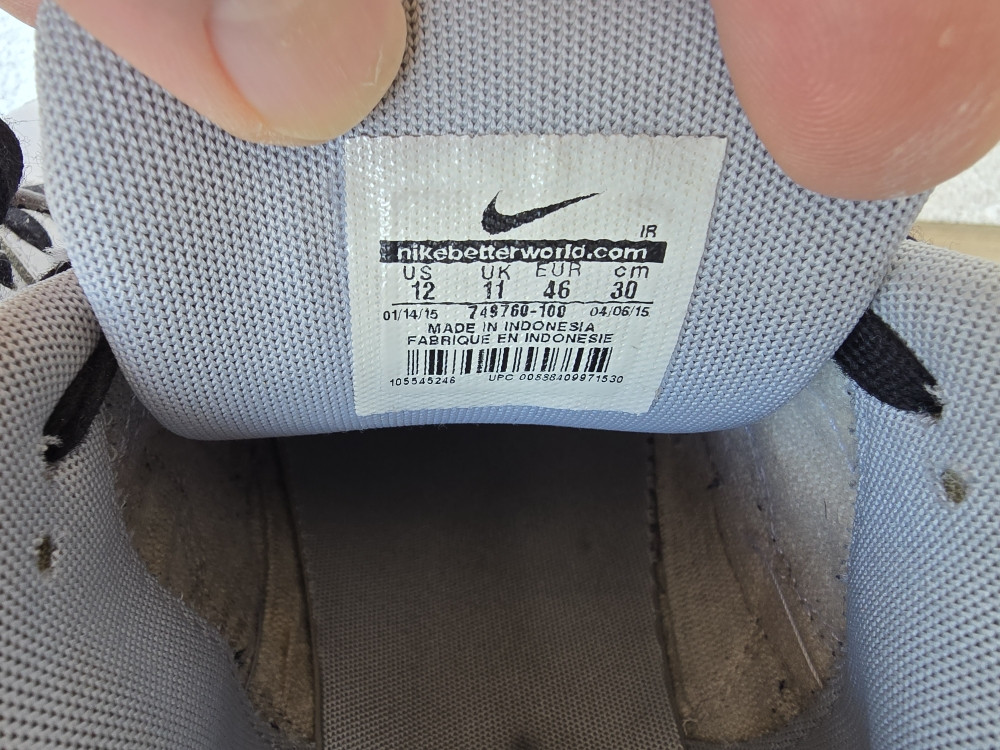 IR
nikebetterworld.com
US UK EUR cm
12 11 46 30
01/14/15 749760-100 04/06/15
MADE IN INDONESIA
FABRIQUE EN INDONESIE
105545246 UPC 00888409971530